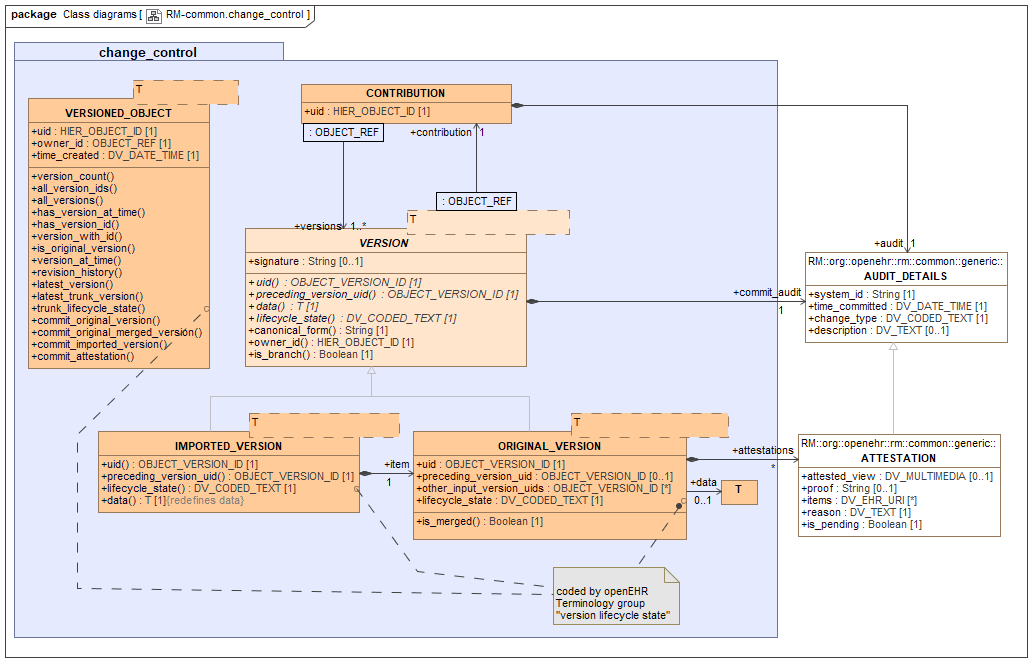 package Class diagrams [ RM-common.change_control ]
change_control
T
VERSIONED_OBJECT
+uid : HIER_OBJECT_ID [1]
+owner_id : OBJECT_REF [1]
+time_created : DV_DATE_TIME [1]
+version_count()
+all_version_ids()
+all_versions()
+has_version_at_time()
+has_version_id()
+version_with_id()
+is_original_version()
+version_at_time()
+revision_history()
+latest_version()
+latest_trunk_version()
+trunk_lifecycle_state()
+commit_original_version()
+commit_original_merged_version()
+commit_imported_version()
+commit_attestation()
CONTRIBUTION
+uid : HIER_OBJECT_ID [1]
: OBJECT_REF
+contribution 1
: OBJECT_REF
+versions 1..*
T
VERSION
+signature : String [0..1]
+uid() : OBJECT_VERSION_ID [1]
+preceding_version_uid() : OBJECT_VERSION_ID [1]
+data() : T [1]
+lifecycle_state() : DV_CODED_TEXT [1]
+canonical_form() : String [1]
+owner_id() : HIER_OBJECT_ID [1]
+is_branch() : Boolean [1]
+audit 1
+commit_audit
1
RM::org::openehr::rm::common::generic::
AUDIT_DETAILS
+system_id : String [1]
+time_committed : DV_DATE_TIME [1]
+change_type : DV_CODED_TEXT [1]
+description : DV_TEXT [0..1]
T
IMPORTED_VERSION
+uid() : OBJECT_VERSION_ID [1]
+preceding_version_uid() : OBJECT_VERSION_ID [1]
+lifecycle_state() : DV_CODED_TEXT [1]
+data() : T [1]{redefines data}
+item
1
T
ORIGINAL_VERSION
+uid : OBJECT_VERSION_ID [1]
+preceding_version_uid : OBJECT_VERSION_ID [0..1]
+other_input_version_uids : OBJECT_VERSION_ID [*]
+lifecycle_state : DV_CODED_TEXT [1]
+is_merged() : Boolean [1]
+attestations
*
+data
0..1
T
RM::org::openehr::rm::common::generic::
ATTESTATION
+attested_view : DV_MULTIMEDIA [0..1]
+proof : String [0..1]
+items : DV_EHR_URI [*]
+reason : DV_TEXT [1]
+is_pending : Boolean [1]
coded by openEHR
Terminology group
"version lifecycle state"